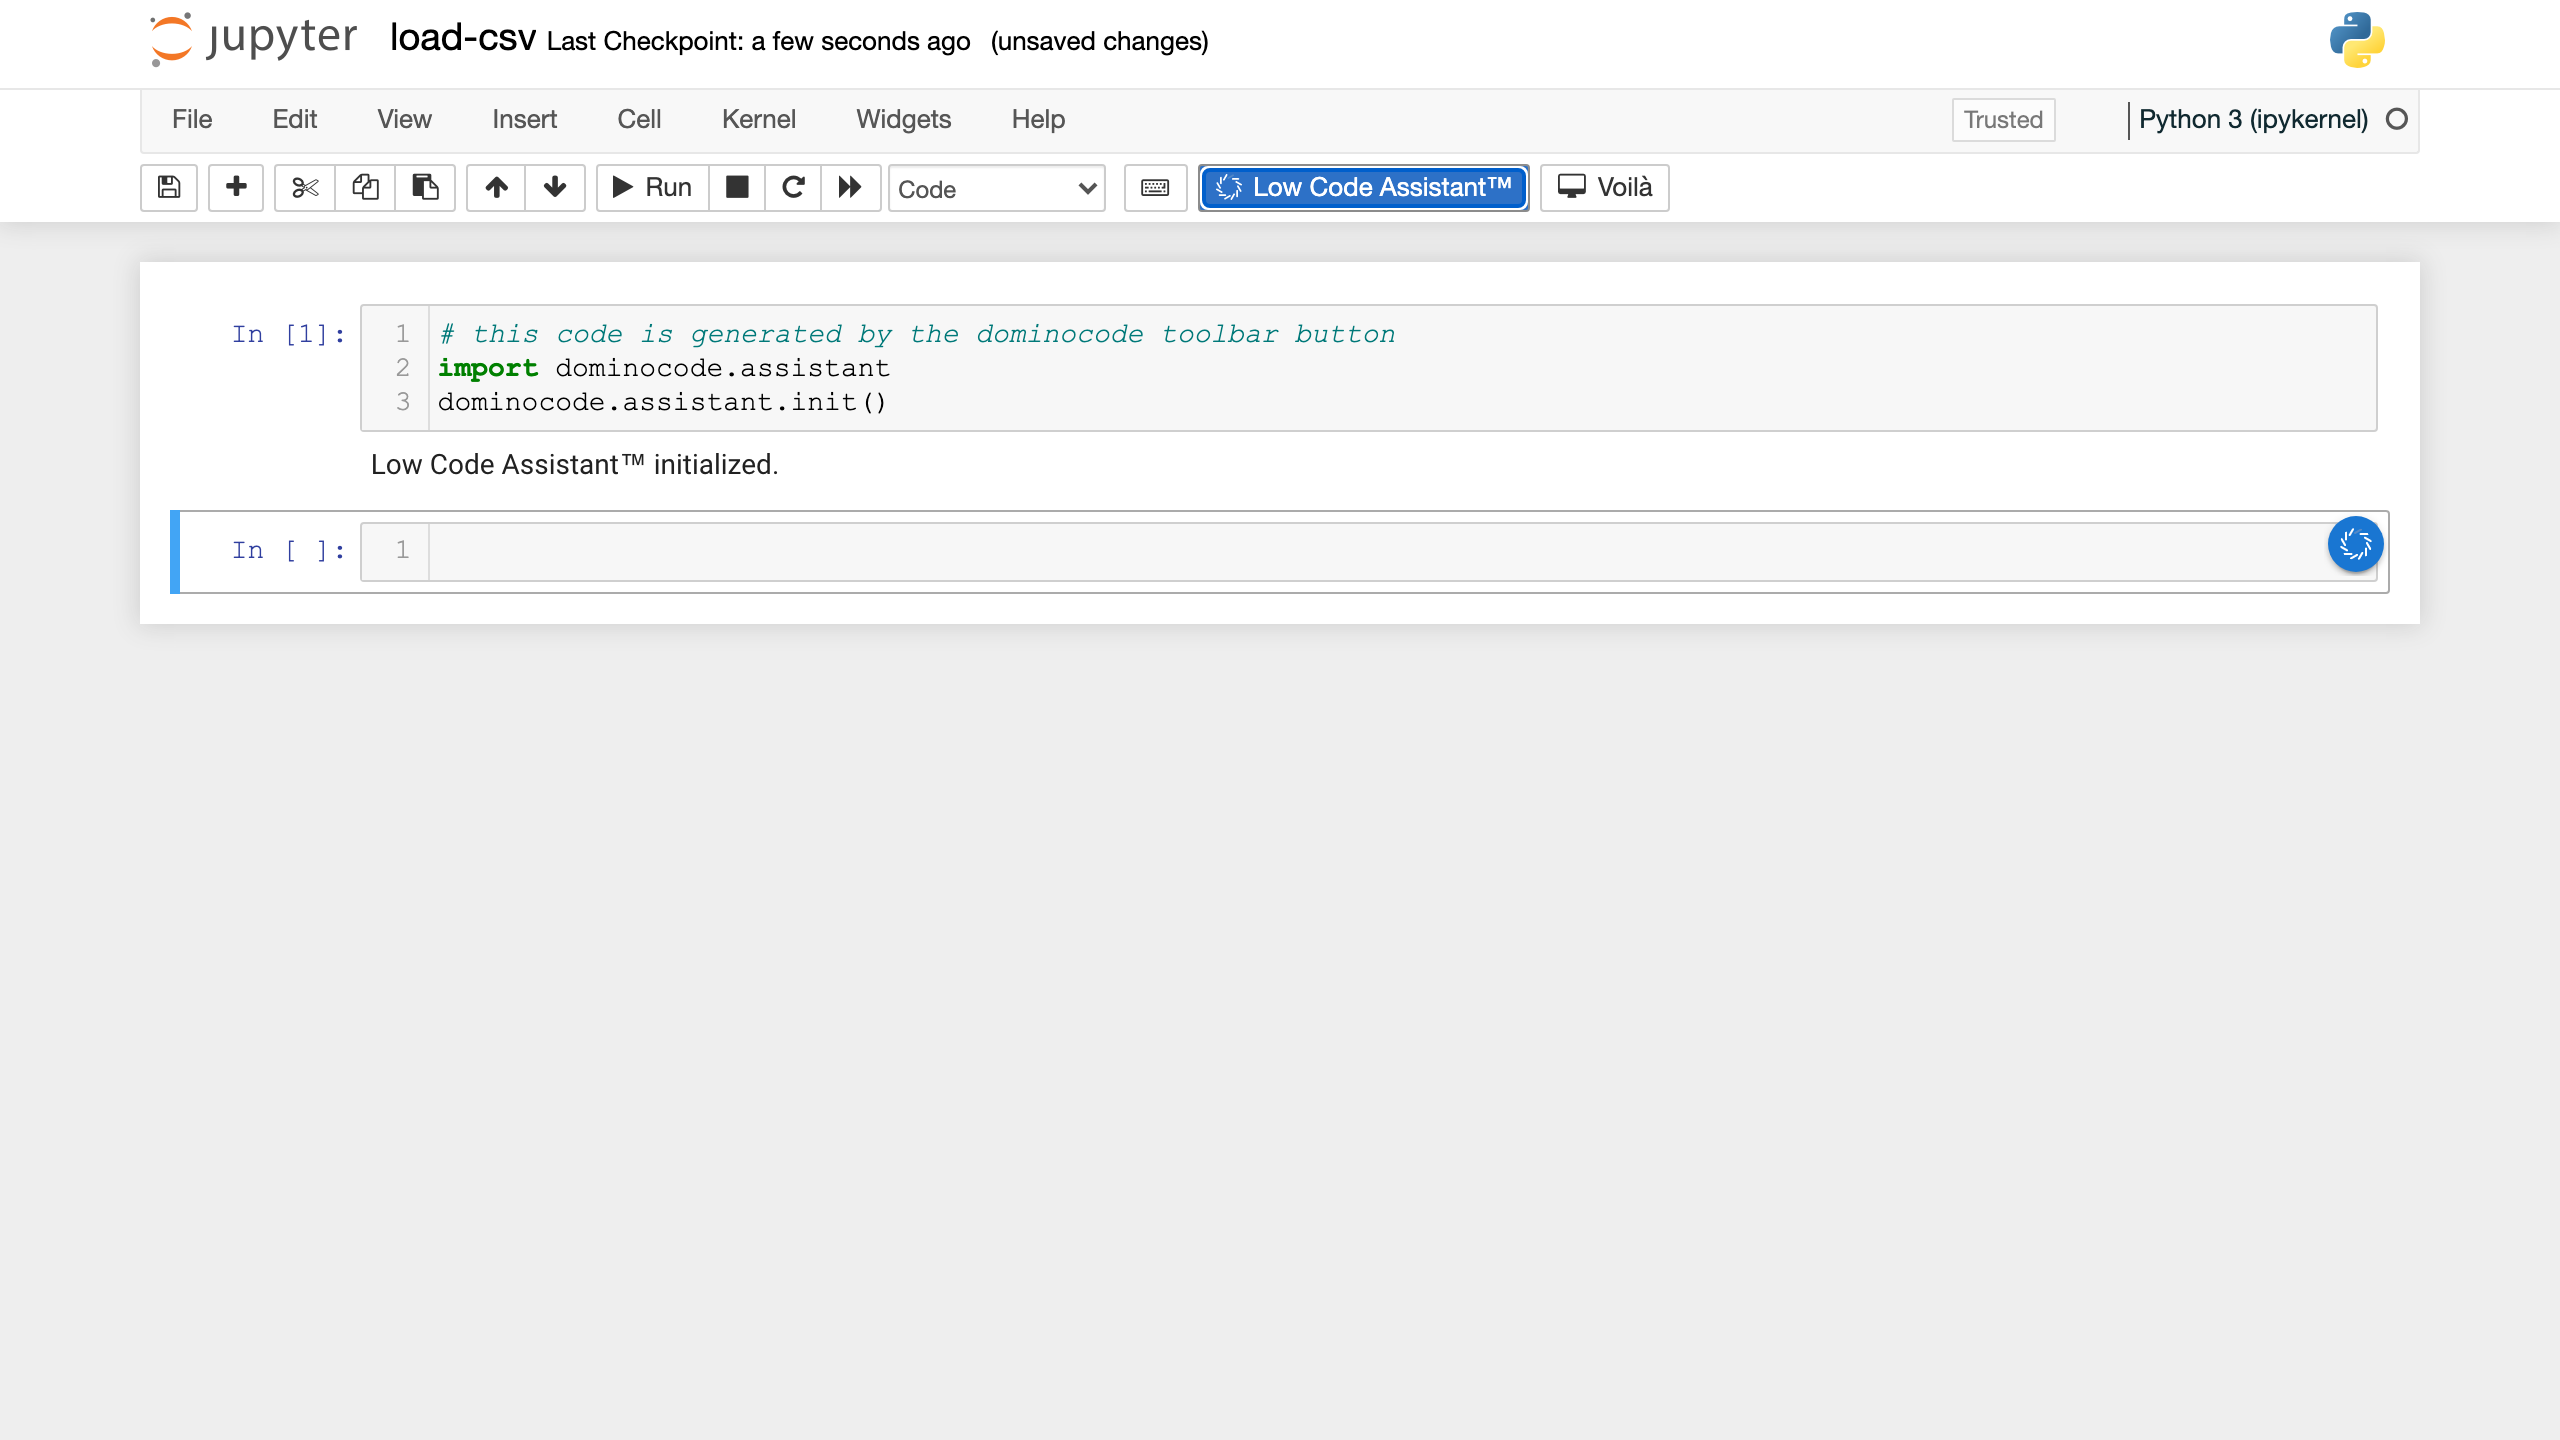 jupyter load-csv Last Checkpoint: a few seconds ago (unsaved changes)
File Edit View Insert Cell Kernel Widgets Help Trusted Python 3 (ipykernel)
Run Code Low Code Assistant™ Voilà
In [1]: 1 # this code is generated by the dominocode toolbar button
2 import dominocode.assistant
3 dominocode.assistant.init()
Low Code Assistant™ initialized.
In [ ]: 1